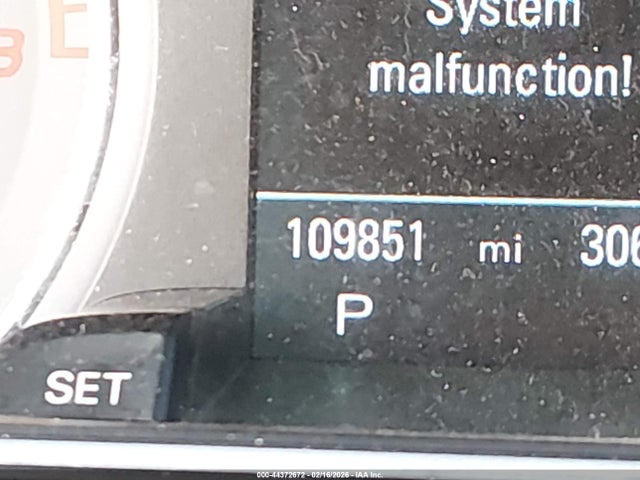 System
malfunction!
E
109851 mi 306
P
SET
000-44372672 - 02/16/2026 - IAA Inc.